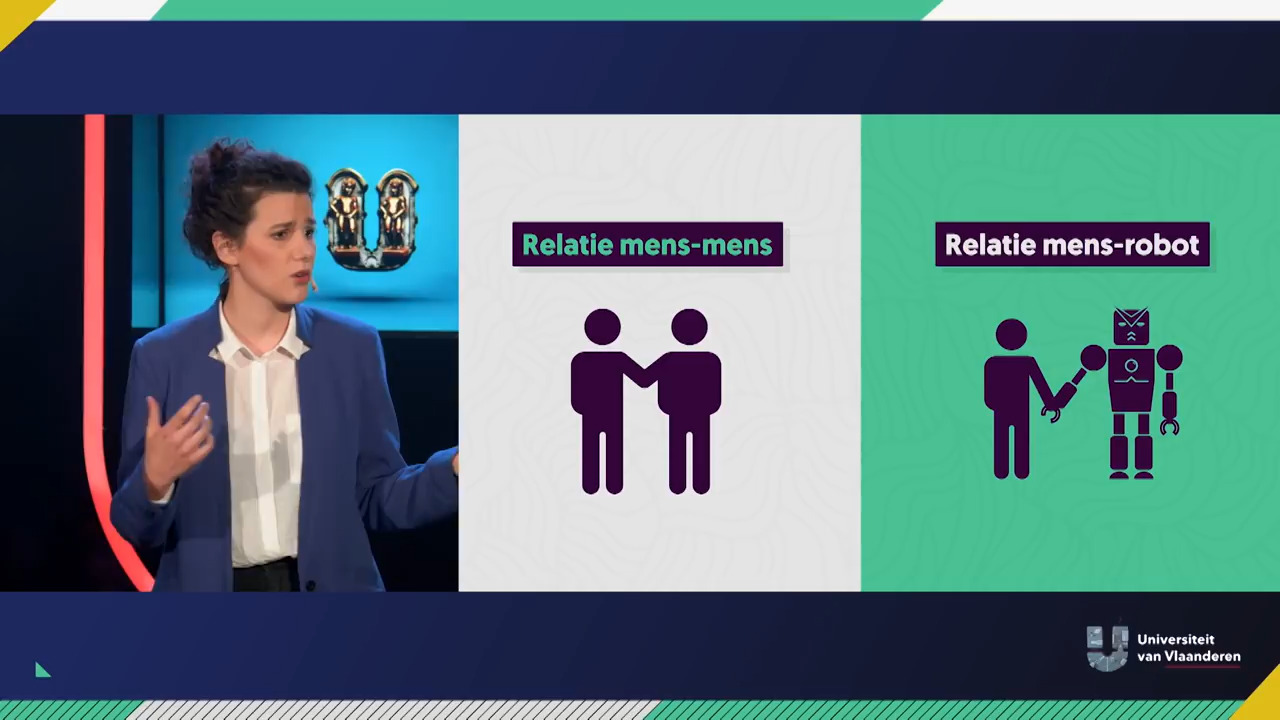 Relatie mens-mens
Relatie mens-robot
Universiteit
van Vlaanderen